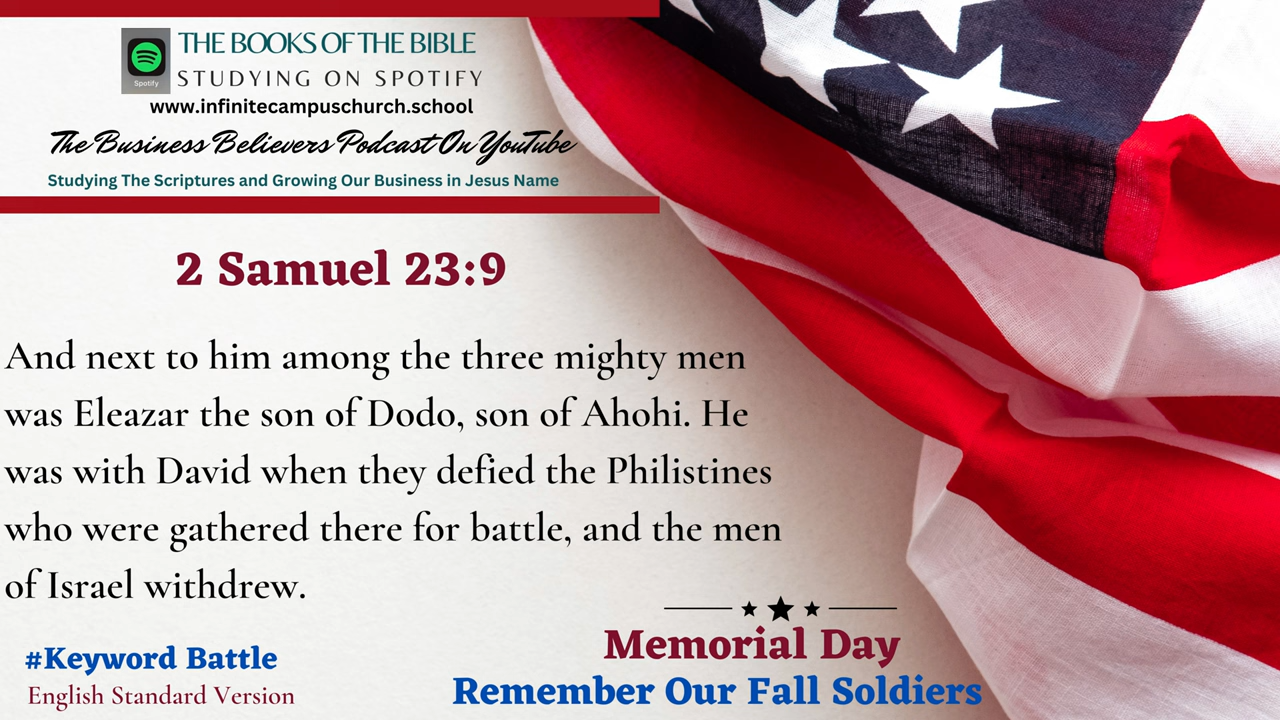 THE BOOKS OF THE BIBLE
Spotify
STUDYING ON SPOTIFY
www.infinitecampuschurch.school
The Business Believers Podcast On YouTube
Studying The Scriptures and Growing Our Business in Jesus Name
2 Samuel 23:9
And next to him among the three mighty men
was Eleazar the son of Dodo, son of Ahohi. He
was with David when they defied the Philistines
who were gathered there for battle, and the men
of Israel withdrew.
#Keyword Battle
English Standard Version
Memorial Day
Remember Our Fall Soldiers